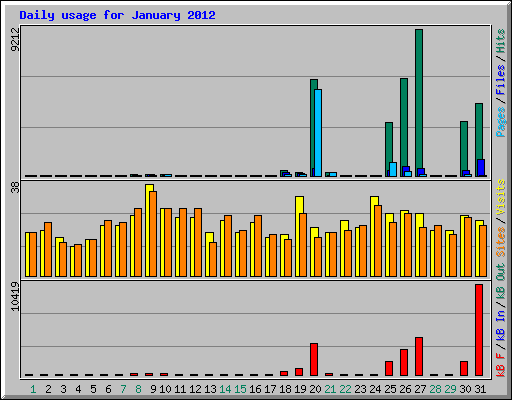 Daily usage for January 2012
9212
38
10419
Pages / Files / Hits
Sites / Visits
kB F / kB In / kB Out
1 2 3 4 5 6 7 8 9 10 11 12 13 14 15 16 17 18 19 20 21 22 23 24 25 26 27 28 29 30 31